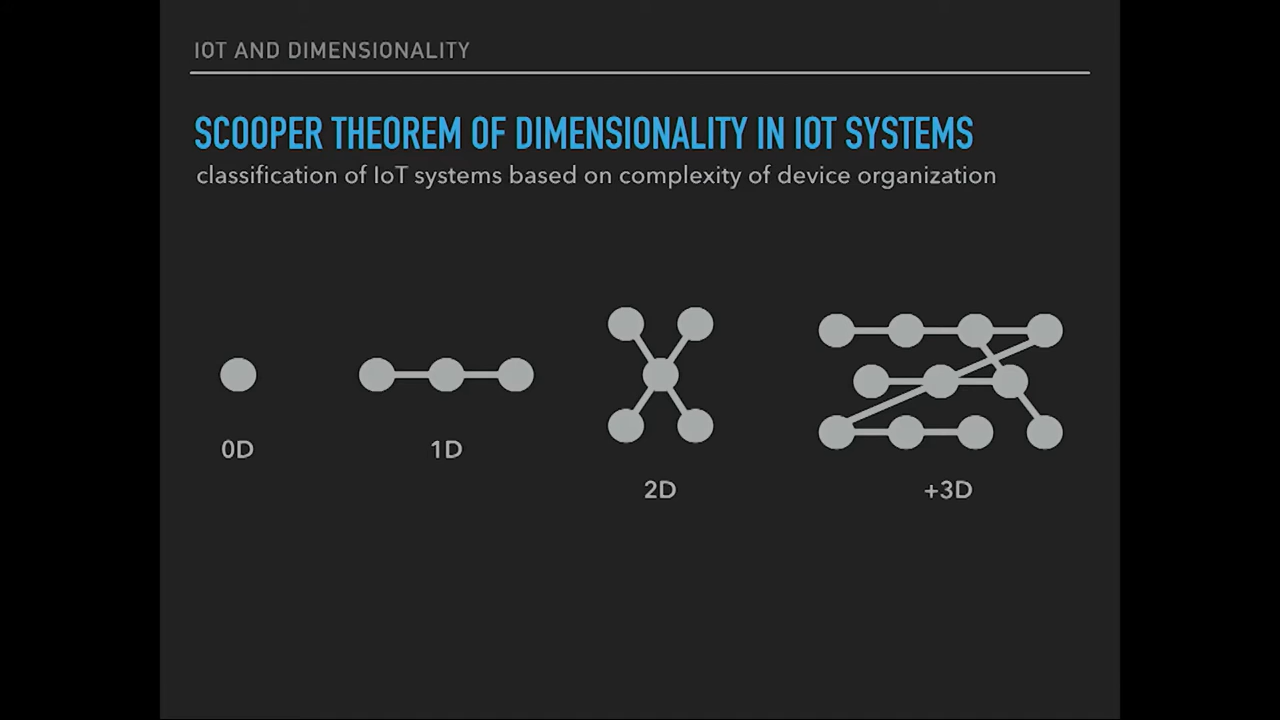 IOT AND DIMENSIONALITY
SCOOPER THEOREM OF DIMENSIONALITY IN IOT SYSTEMS
classification of IoT systems based on complexity of device organization
0D
1D
2D
+3D